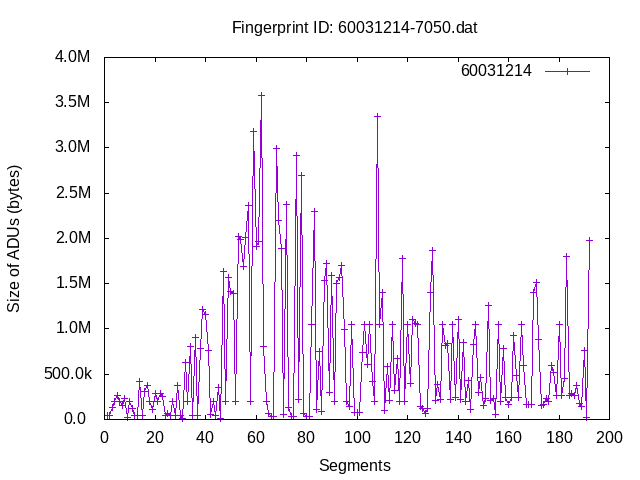 Fingerprint ID: 60031214-7050.dat
60031214
4.0M
3.5M
3.0M
2.5M
2.0M
1.5M
1.0M
500.0k
0.0
0 20 40 60 80 100 120 140 160 180 200
Size of ADUs (bytes)
Segments